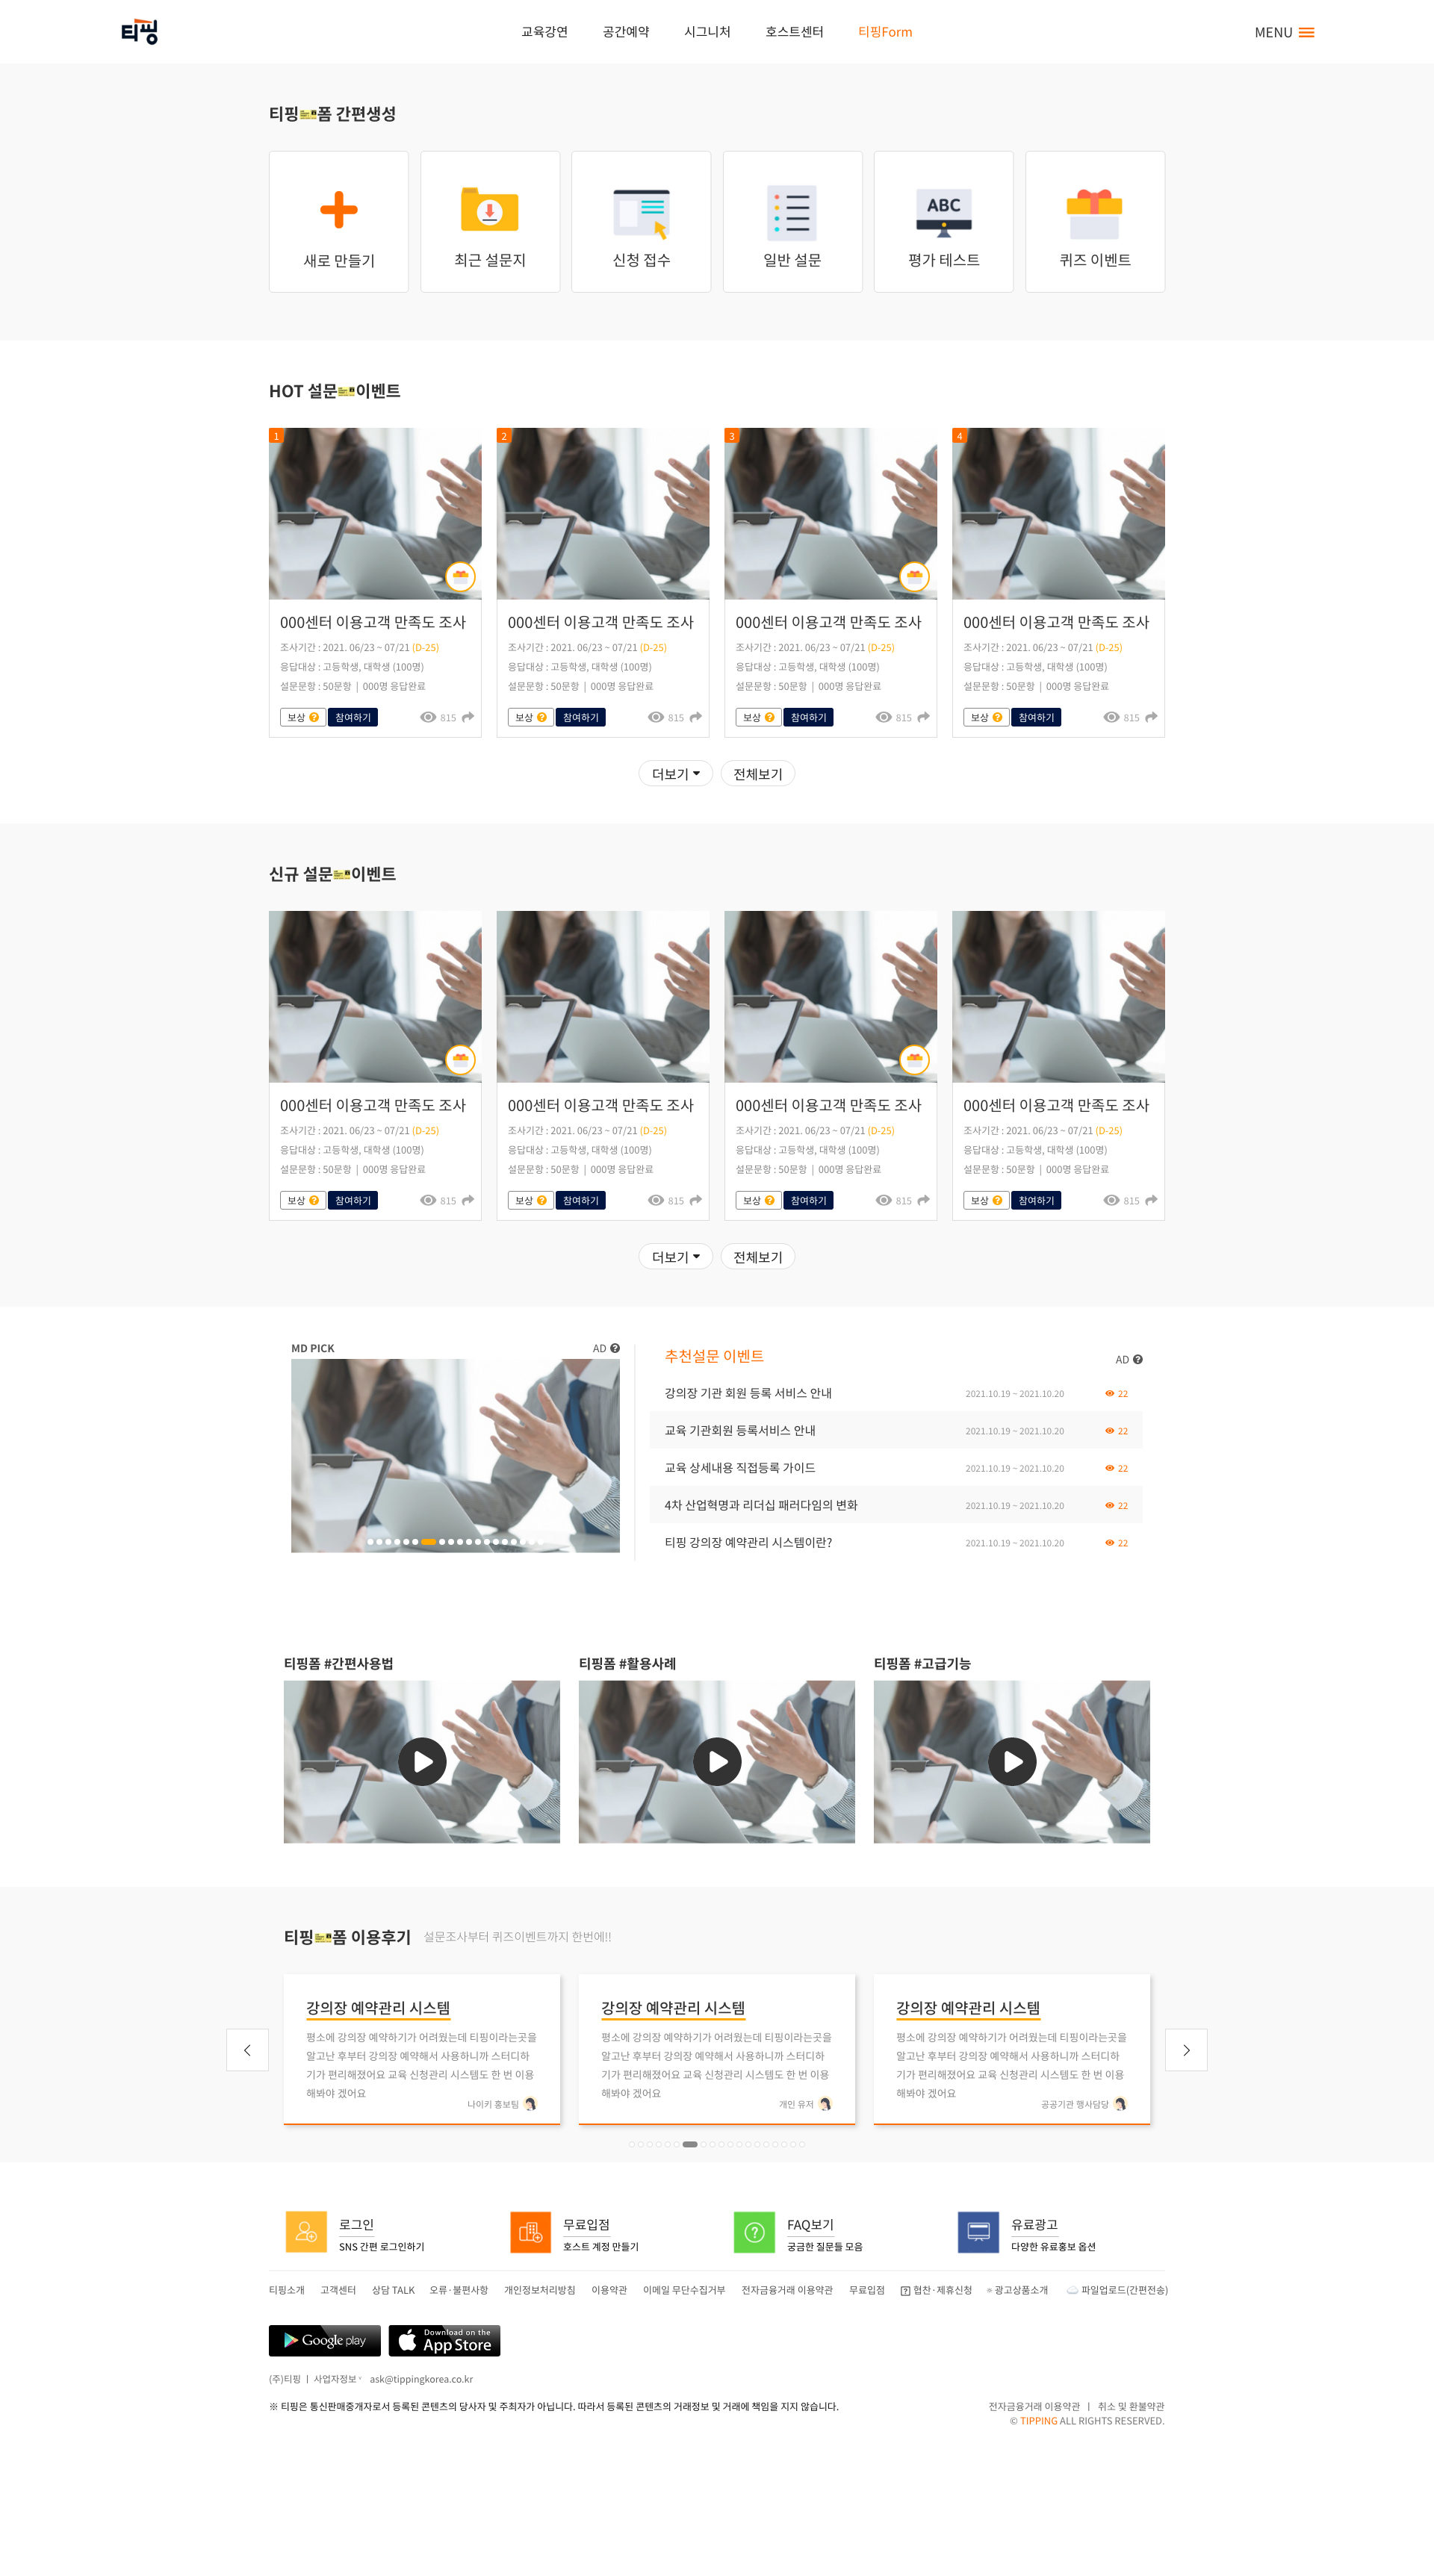 티핑
교육강연 공간예약 시그니처 호스트센터 티핑Form
MENU
티핑 폼 간편생성
새로 만들기
최근 설문지
신청 접수
일반 설문
ABC
평가 테스트
퀴즈 이벤트
HOT 설문 이벤트
1
000센터 이용고객 만족도 조사
조사기간 : 2021. 06/23 ~ 07/21 (D-25)
응답대상 : 고등학생, 대학생 (100명)
설문문항 : 50문항 | 000명 응답완료
보상 ? 참여하기 815
2
000센터 이용고객 만족도 조사
조사기간 : 2021. 06/23 ~ 07/21 (D-25)
응답대상 : 고등학생, 대학생 (100명)
설문문항 : 50문항 | 000명 응답완료
보상 ? 참여하기 815
3
000센터 이용고객 만족도 조사
조사기간 : 2021. 06/23 ~ 07/21 (D-25)
응답대상 : 고등학생, 대학생 (100명)
설문문항 : 50문항 | 000명 응답완료
보상 ? 참여하기 815
4
000센터 이용고객 만족도 조사
조사기간 : 2021. 06/23 ~ 07/21 (D-25)
응답대상 : 고등학생, 대학생 (100명)
설문문항 : 50문항 | 000명 응답완료
보상 ? 참여하기 815
더보기 전체보기
신규 설문 이벤트
000센터 이용고객 만족도 조사
조사기간 : 2021. 06/23 ~ 07/21 (D-25)
응답대상 : 고등학생, 대학생 (100명)
설문문항 : 50문항 | 000명 응답완료
보상 ? 참여하기 815
000센터 이용고객 만족도 조사
조사기간 : 2021. 06/23 ~ 07/21 (D-25)
응답대상 : 고등학생, 대학생 (100명)
설문문항 : 50문항 | 000명 응답완료
보상 ? 참여하기 815
000센터 이용고객 만족도 조사
조사기간 : 2021. 06/23 ~ 07/21 (D-25)
응답대상 : 고등학생, 대학생 (100명)
설문문항 : 50문항 | 000명 응답완료
보상 ? 참여하기 815
000센터 이용고객 만족도 조사
조사기간 : 2021. 06/23 ~ 07/21 (D-25)
응답대상 : 고등학생, 대학생 (100명)
설문문항 : 50문항 | 000명 응답완료
보상 ? 참여하기 815
더보기 전체보기
MD PICK AD ?
추천설문 이벤트 AD ?
강의장 기관 회원 등록 서비스 안내 2021.10.19 ~ 2021.10.20 22
교육 기관회원 등록서비스 안내 2021.10.19 ~ 2021.10.20 22
교육 상세내용 직접등록 가이드 2021.10.19 ~ 2021.10.20 22
4차 산업혁명과 리더십 패러다임의 변화 2021.10.19 ~ 2021.10.20 22
티핑 강의장 예약관리 시스템이란? 2021.10.19 ~ 2021.10.20 22
티핑폼 #간편사용법
티핑폼 #활용사례
티핑폼 #고급기능
티핑 폼 이용후기 설문조사부터 퀴즈이벤트까지 한번에!!
강의장 예약관리 시스템
평소에 강의장 예약하기가 어려웠는데 티핑이라는곳을
알고난 후부터 강의장 예약해서 사용하니까 스터디하
기가 편리해졌어요 교육 신청관리 시스템도 한 번 이용
해봐야 겠어요
나이키 홍보팀
강의장 예약관리 시스템
평소에 강의장 예약하기가 어려웠는데 티핑이라는곳을
알고난 후부터 강의장 예약해서 사용하니까 스터디하
기가 편리해졌어요 교육 신청관리 시스템도 한 번 이용
해봐야 겠어요
개인 유저
강의장 예약관리 시스템
평소에 강의장 예약하기가 어려웠는데 티핑이라는곳을
알고난 후부터 강의장 예약해서 사용하니까 스터디하
기가 편리해졌어요 교육 신청관리 시스템도 한 번 이용
해봐야 겠어요
공공기관 행사담당
로그인
SNS 간편 로그인하기
무료입점
호스트 계정 만들기
?
FAQ보기
궁금한 질문들 모음
유료광고
다양한 유료홍보 옵션
티핑소개 고객센터 상담 TALK 오류·불편사항 개인정보처리방침 이용약관 이메일 무단수집거부 전자금융거래 이용약관 무료입점 ? 협찬·제휴신청 광고상품소개 파일업로드(간편전송)
Google play
Download on the
App Store
(주)티핑 | 사업자정보 ask@tippingkorea.co.kr
※ 티핑은 통신판매중개자로서 등록된 콘텐츠의 당사자 및 주최자가 아닙니다. 따라서 등록된 콘텐츠의 거래정보 및 거래에 책임을 지지 않습니다.
전자금융거래 이용약관 | 취소 및 환불약관
© TIPPING ALL RIGHTS RESERVED.